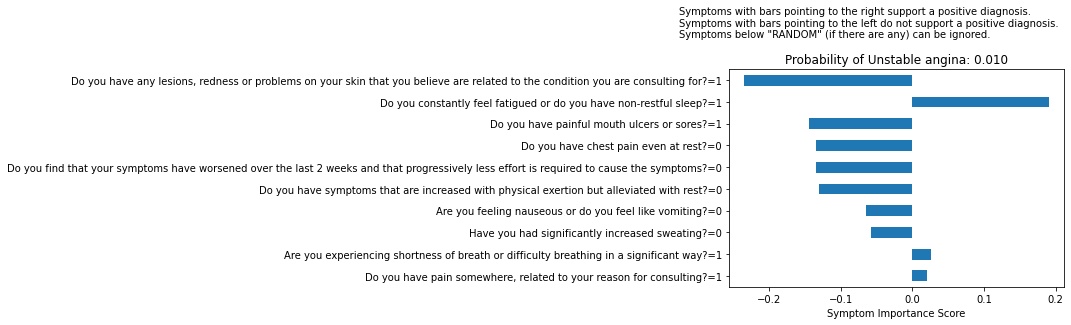 Symptoms with bars pointing to the right support a positive diagnosis.
Symptoms with bars pointing to the left do not support a positive diagnosis.
Symptoms below "RANDOM" (if there are any) can be ignored.
Probability of Unstable angina: 0.010
Do you have any lesions, redness or problems on your skin that you believe are related to the condition you are consulting for?=1
Do you constantly feel fatigued or do you have non-restful sleep?=1
Do you have painful mouth ulcers or sores?=1
Do you have chest pain even at rest?=0
Do you find that your symptoms have worsened over the last 2 weeks and that progressively less effort is required to cause the symptoms?=0
Do you have symptoms that are increased with physical exertion but alleviated with rest?=0
Are you feeling nauseous or do you feel like vomiting?=0
Have you had significantly increased sweating?=0
Are you experiencing shortness of breath or difficulty breathing in a significant way?=1
Do you have pain somewhere, related to your reason for consulting?=1
−0.2 −0.1 0.0 0.1 0.2
Symptom Importance Score